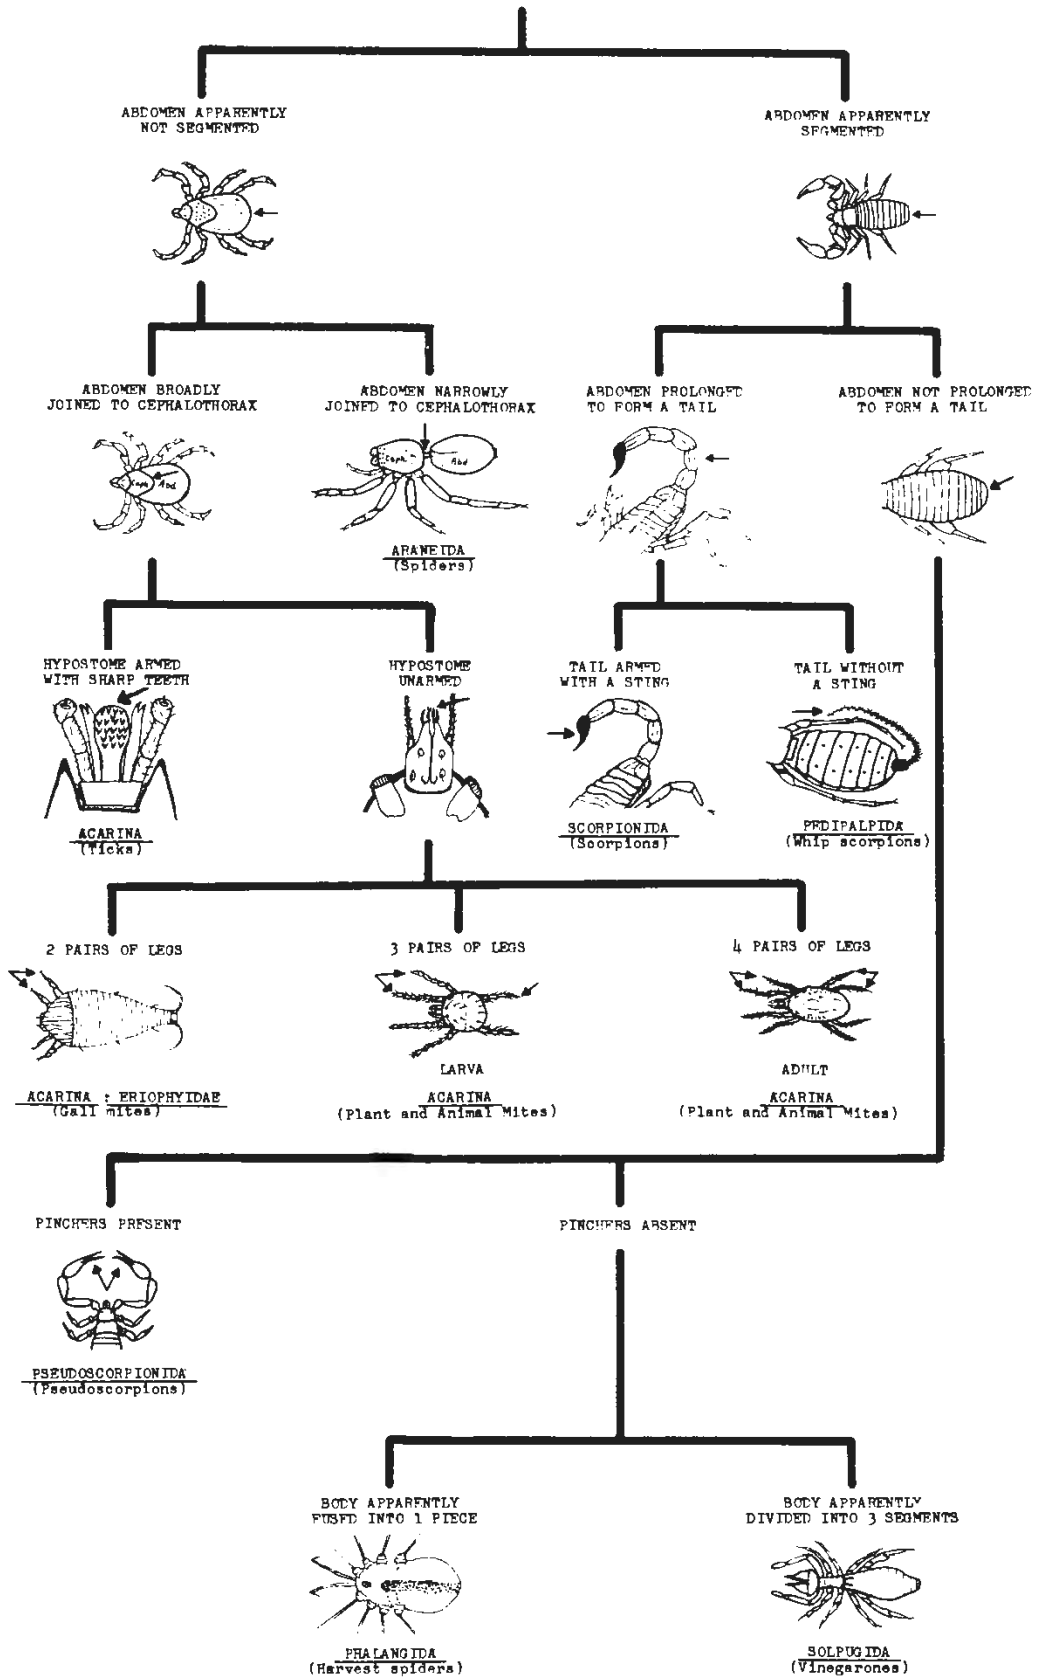 ABDOMEN APPARENTLY
NOT SEGMENTED
ABDOMEN APPARENTLY
SEGMENTED
ABDOMEN BROADLY
JOINED TO CEPHALOTHORAX
ABDOMEN NARROWLY
JOINED TO CEPHALOTHORAX
ABDOMEN PROLONGED
TO FORM A TAIL
ABDOMEN NOT PROLONGED
TO FORM A TAIL
Ceph.
Abd
Ceph.
Abd
ARANEIDA
(Spiders)
HYPOSTOME ARMED
WITH SHARP TEETH
HYPOSTOME
UNARMED
TAIL ARMED
WITH A STING
TAIL WITHOUT
A STING
ACARINA
(Ticks)
SCORPIONIDA
(Scorpions)
PEDIPALPIDA
(Whip scorpions)
2 PAIRS OF LEGS
3 PAIRS OF LEGS
4 PAIRS OF LEGS
LARVA
ADULT
ACARINA : ERIOPHYIDAE
(Gall mites)
ACARINA
(Plant and Animal Mites)
ACARINA
(Plant and Animal Mites)
PINCHERS PRESENT
PINCHERS ABSENT
PSEUDOSCORPIONIDA
(Pseudoscorpions)
BODY APPARENTLY
FUSED INTO 1 PIECE
BODY APPARENTLY
DIVIDED INTO 3 SEGMENTS
PHALANGIDA
(Harvest spiders)
SOLPUGIDA
(Vinegarones)